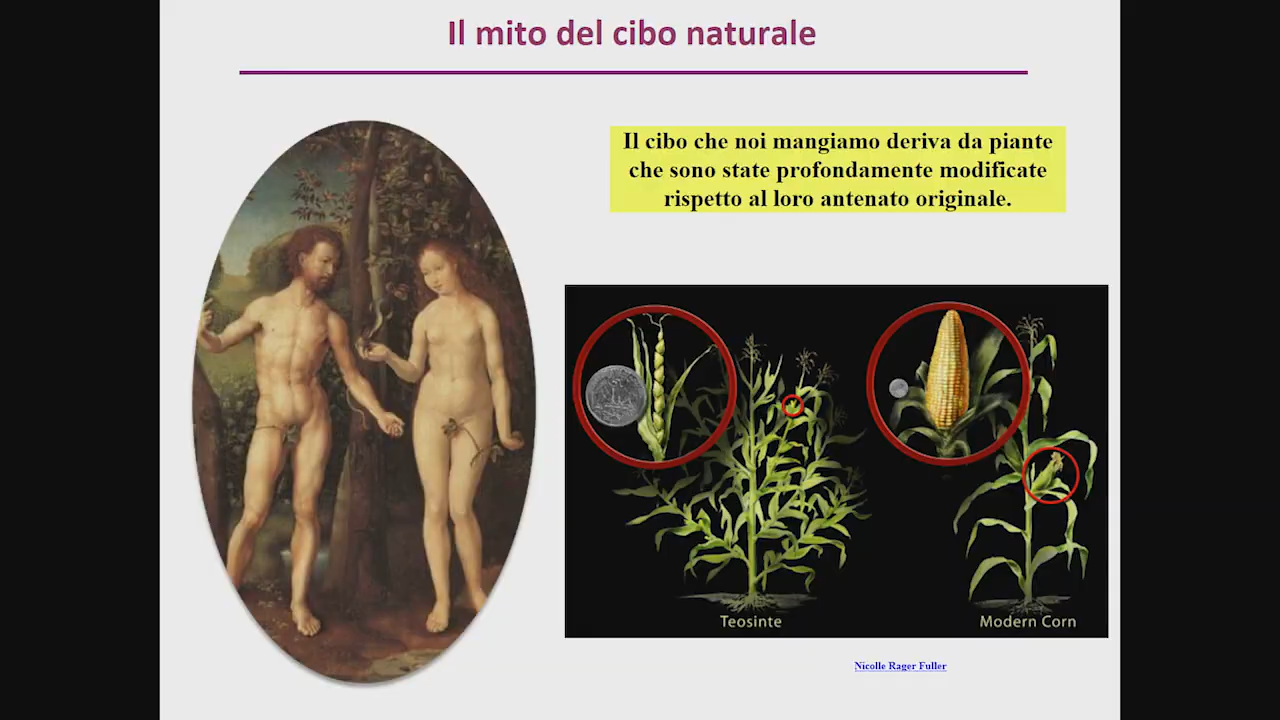 Il mito del cibo naturale
Il cibo che noi mangiamo deriva da piante
che sono state profondamente modificate
rispetto al loro antenato originale.
Teosinte
Modern Corn
Nicolle Rager Fuller